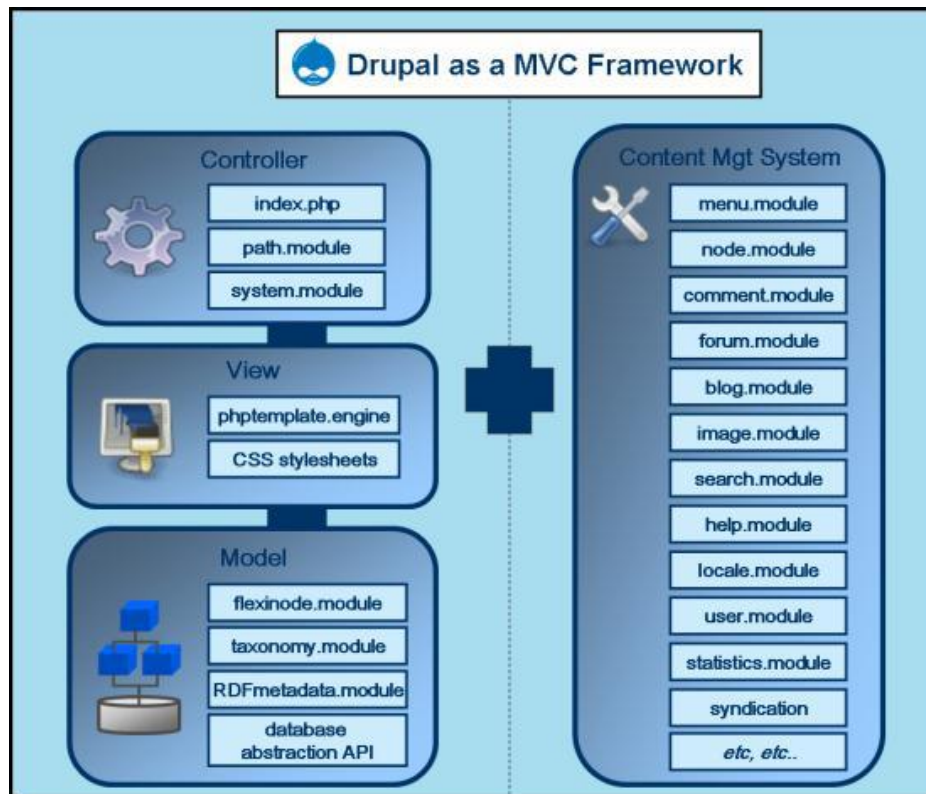 Drupal as a MVC Framework
Controller
index.php
path.module
system.module
View
phptemplate.engine
CSS stylesheets
Model
flexinode.module
taxonomy.module
RDFmetadata.module
database
abstraction API
Content Mgt System
menu.module
node.module
comment.module
forum.module
blog.module
image.module
search.module
help.module
locale.module
user.module
statistics.module
syndication
etc, etc..